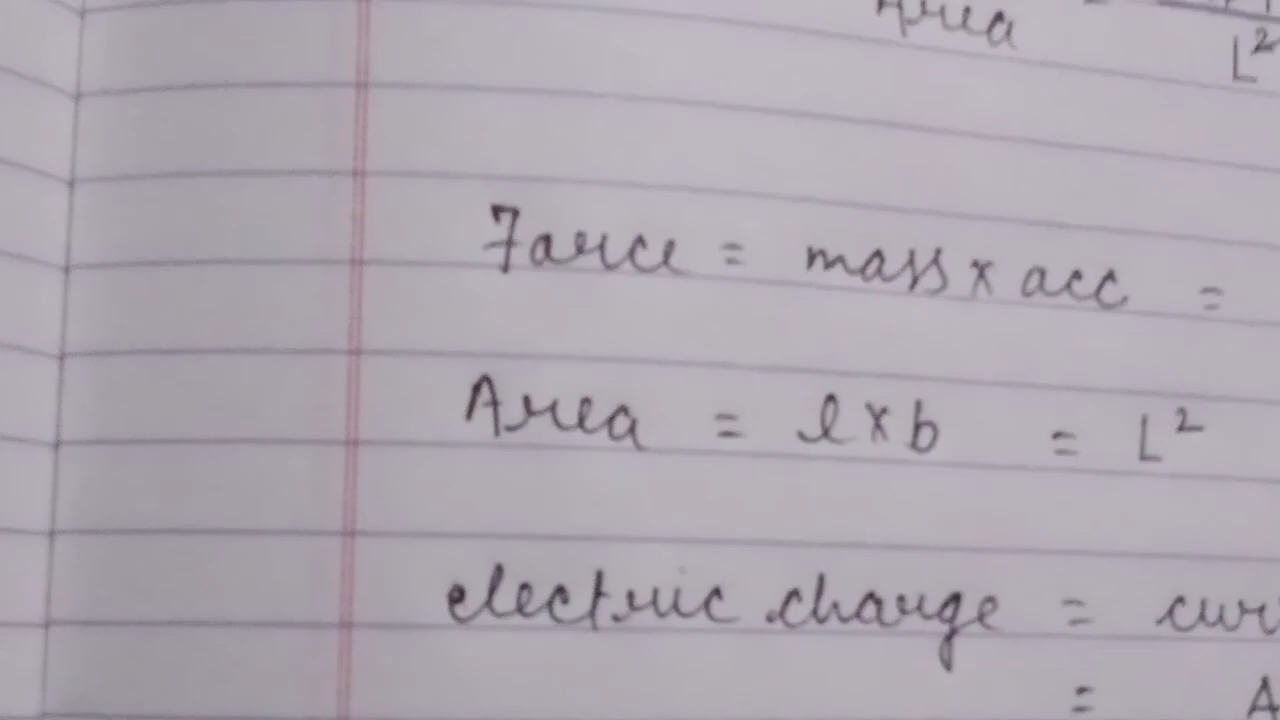 Area = L²
Force = mass x acc =
Area = l x b = L²
electric charge = cur
= A